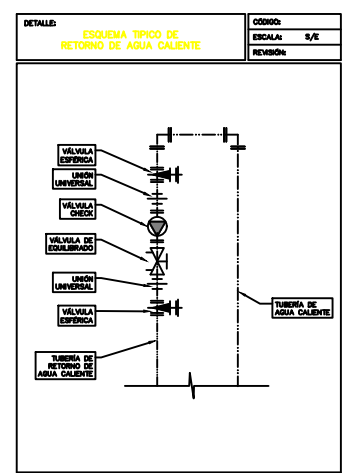 DETALLE:
ESQUEMA TIPICO DE
RETORNO DE AGUA CALIENTE
CÓDIGO:
ESCALA: S/E
REVISIÓN:
VÁLVULA
ESFÉRICA
UNIÓN
UNIVERSAL
VÁLVULA
CHECK
VÁLVULA DE
EQUILIBRADO
UNIÓN
UNIVERSAL
VÁLVULA
ESFÉRICA
TUBERÍA DE
RETORNO DE
AGUA CALIENTE
TUBERÍA DE
AGUA CALIENTE